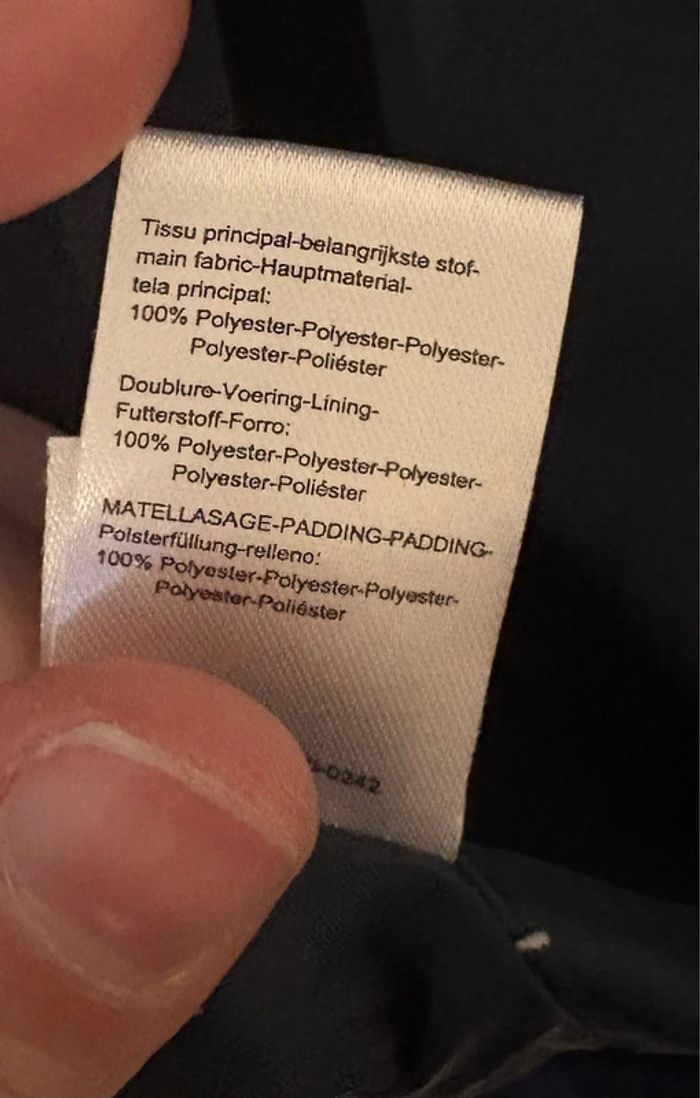 Tissu principal-belangrijkste stof-
main fabric-Hauptmaterial-
tela principal:
100% Polyester-Polyester-Polyester-
Polyester-Poliéster
Doublure-Voering-Lining-
Futterstoff-Forro:
100% Polyester-Polyester-Polyester-
Polyester-Poliéster
MATELLASAGE-PADDING-PADDING-
Polsterfüllung-relleno:
100% Polyester-Polyester-Polyester-
Polyester-Poliéster
-0342